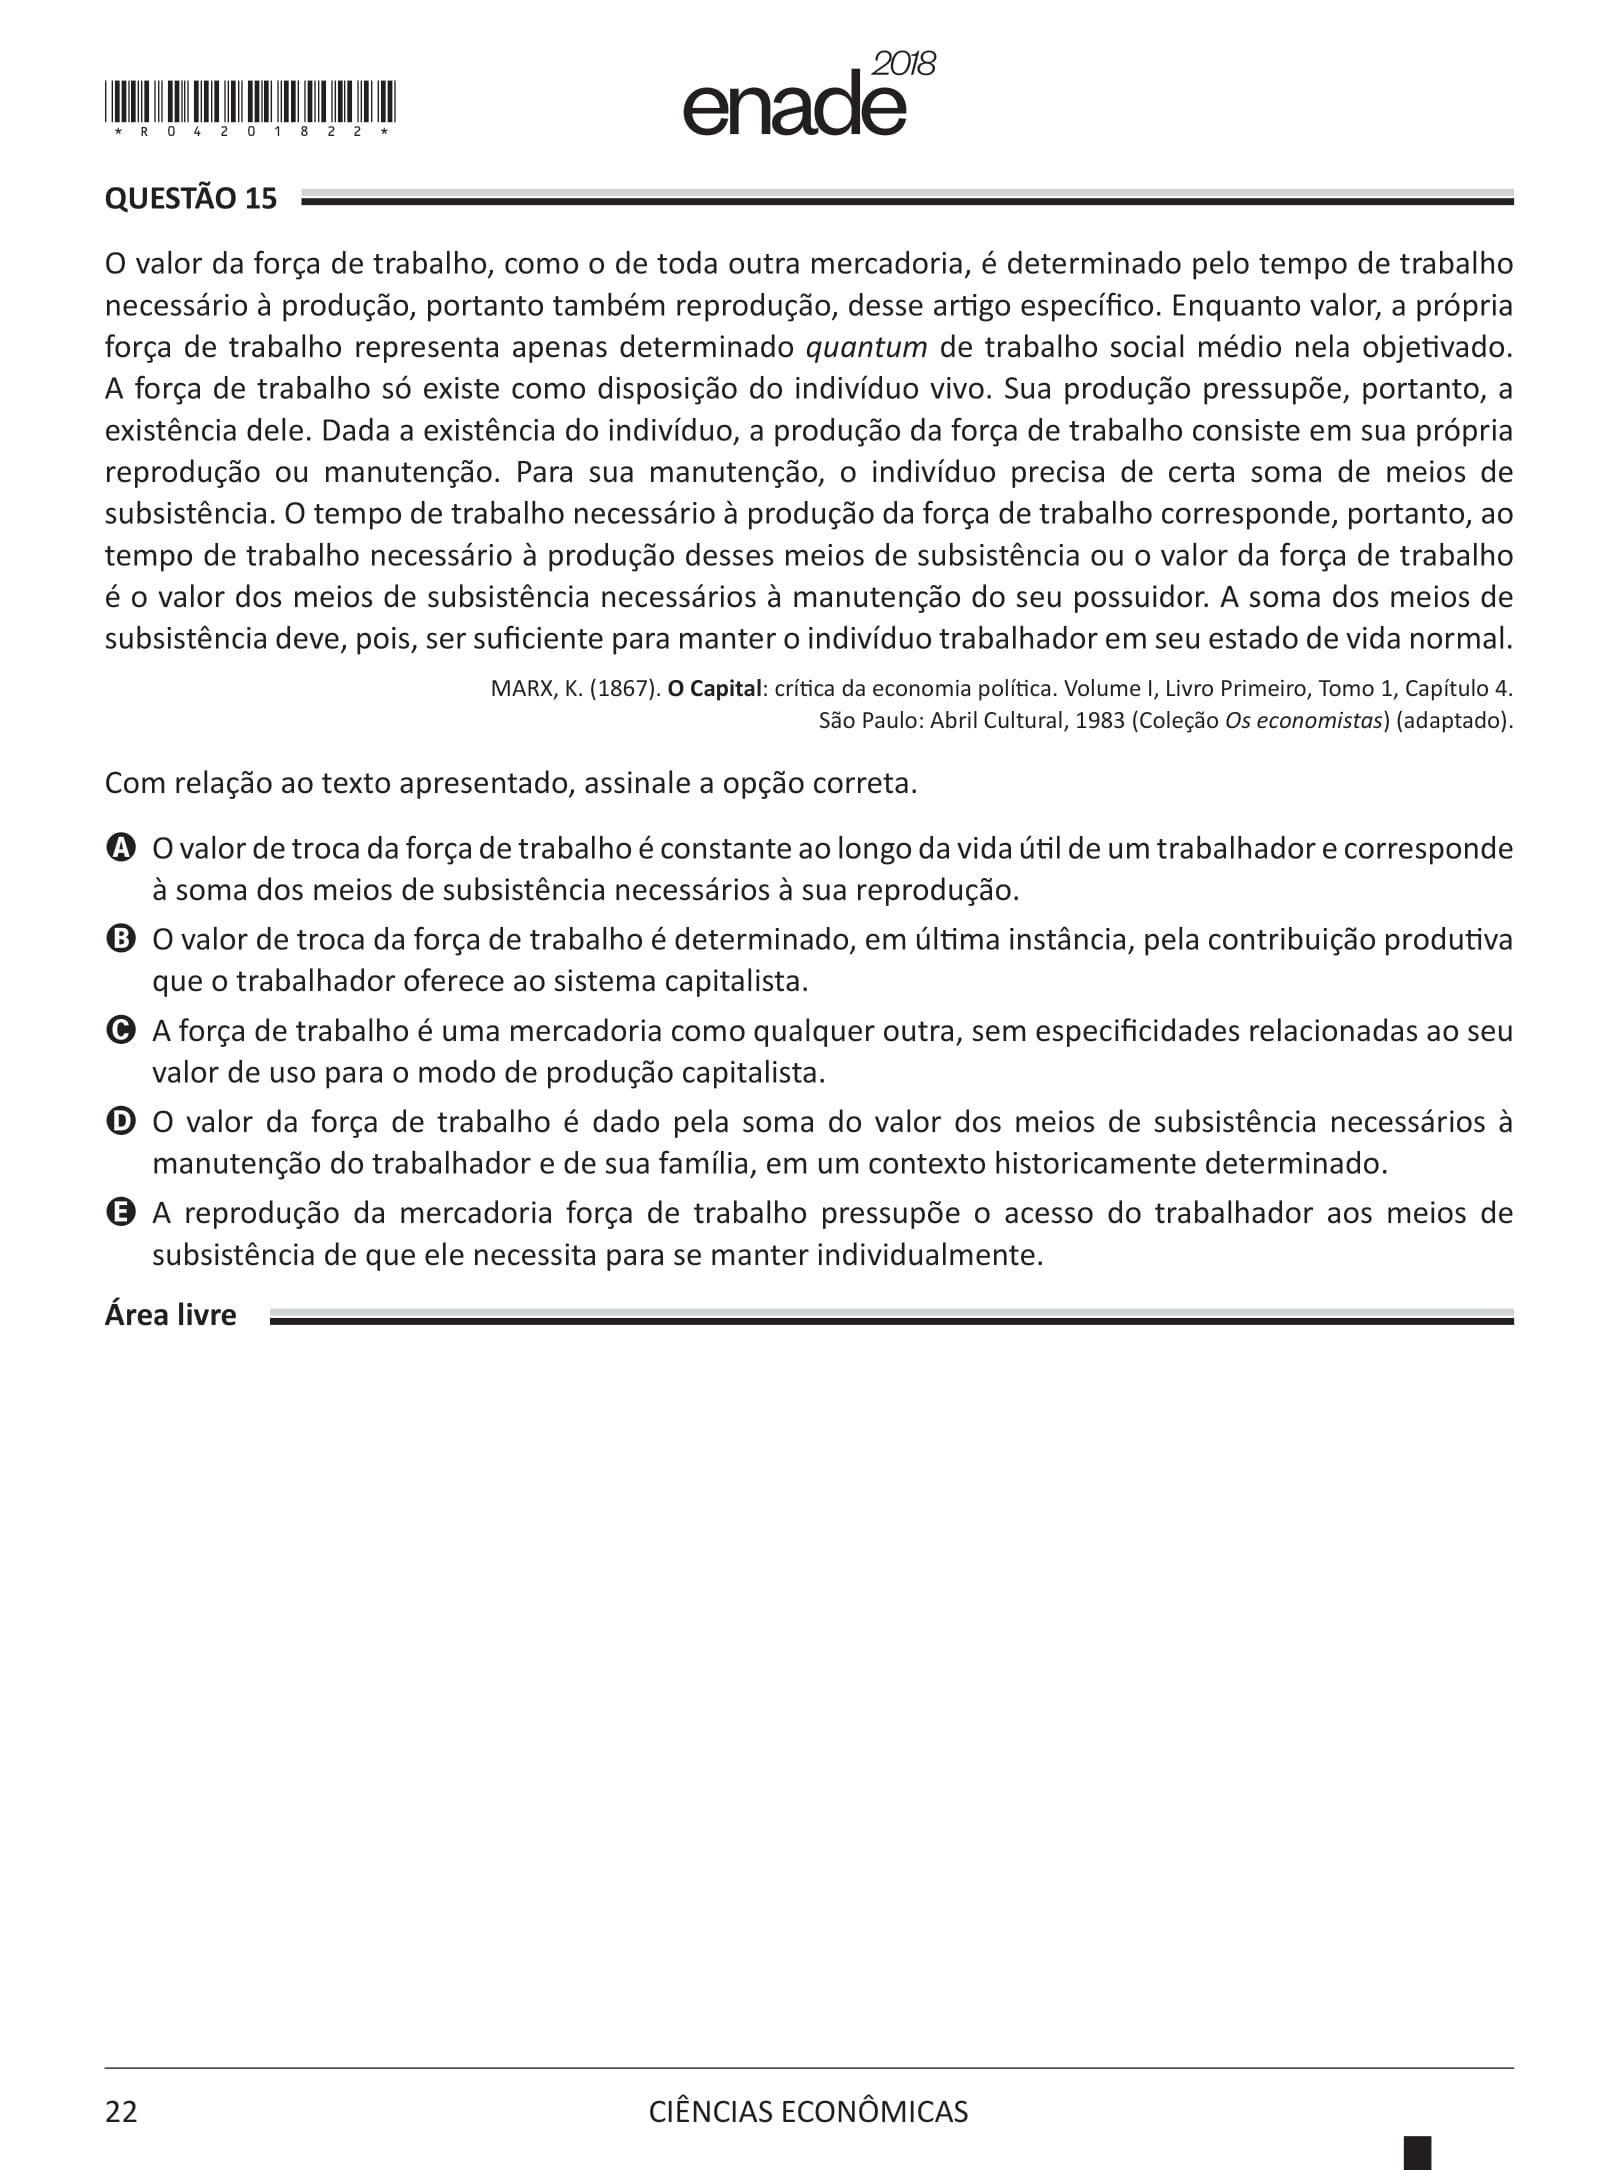 enade 2018
* R 0 4 2 0 1 8 2 2 *
QUESTÃO 15
O valor da força de trabalho, como o de toda outra mercadoria, é determinado pelo tempo de trabalho
necessário à produção, portanto também reprodução, desse artigo específico. Enquanto valor, a própria
força de trabalho representa apenas determinado quantum de trabalho social médio nela objetivado.
A força de trabalho só existe como disposição do indivíduo vivo. Sua produção pressupõe, portanto, a
existência dele. Dada a existência do indivíduo, a produção da força de trabalho consiste em sua própria
reprodução ou manutenção. Para sua manutenção, o indivíduo precisa de certa soma de meios de
subsistência. O tempo de trabalho necessário à produção da força de trabalho corresponde, portanto, ao
tempo de trabalho necessário à produção desses meios de subsistência ou o valor da força de trabalho
é o valor dos meios de subsistência necessários à manutenção do seu possuidor. A soma dos meios de
subsistência deve, pois, ser suficiente para manter o indivíduo trabalhador em seu estado de vida normal.
MARX, K. (1867). O Capital: crítica da economia política. Volume I, Livro Primeiro, Tomo 1, Capítulo 4.
São Paulo: Abril Cultural, 1983 (Coleção Os economistas) (adaptado).
Com relação ao texto apresentado, assinale a opção correta.
A O valor de troca da força de trabalho é constante ao longo da vida útil de um trabalhador e corresponde
à soma dos meios de subsistência necessários à sua reprodução.
B O valor de troca da força de trabalho é determinado, em última instância, pela contribuição produtiva
que o trabalhador oferece ao sistema capitalista.
C A força de trabalho é uma mercadoria como qualquer outra, sem especificidades relacionadas ao seu
valor de uso para o modo de produção capitalista.
D O valor da força de trabalho é dado pela soma do valor dos meios de subsistência necessários à
manutenção do trabalhador e de sua família, em um contexto historicamente determinado.
E A reprodução da mercadoria força de trabalho pressupõe o acesso do trabalhador aos meios de
subsistência de que ele necessita para se manter individualmente.
Área livre
22
CIÊNCIAS ECONÔMICAS